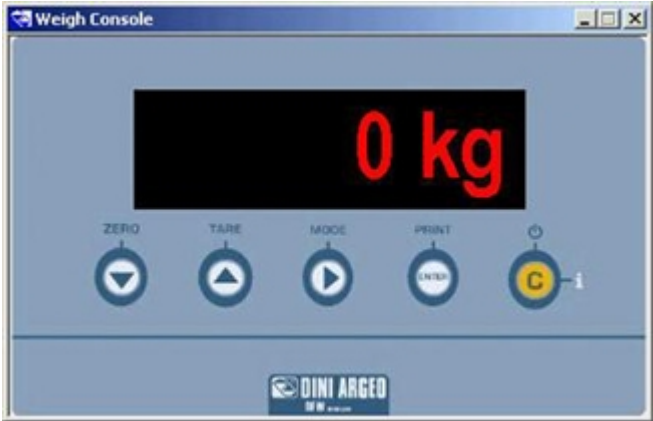 Weigh Console
0 kg
ZERO TARE MODE PRINT
ENTER
C
i
DINI ARGEO